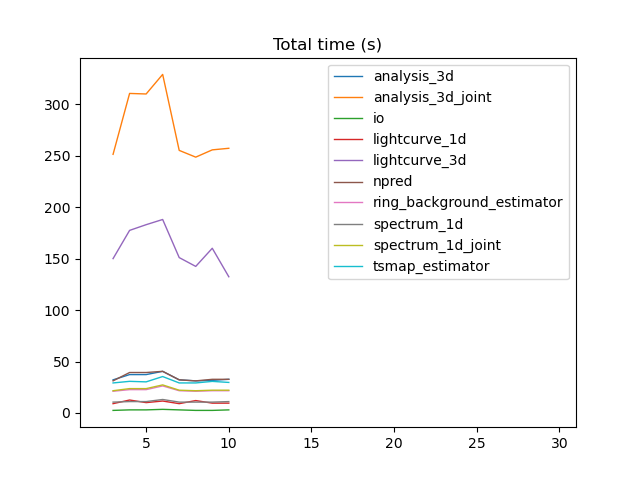 Total time (s)
analysis_3d
analysis_3d_joint
io
lightcurve_1d
lightcurve_3d
npred
ring_background_estimator
spectrum_1d
spectrum_1d_joint
tsmap_estimator
300
250
200
150
100
50
0
5 10 15 20 25 30